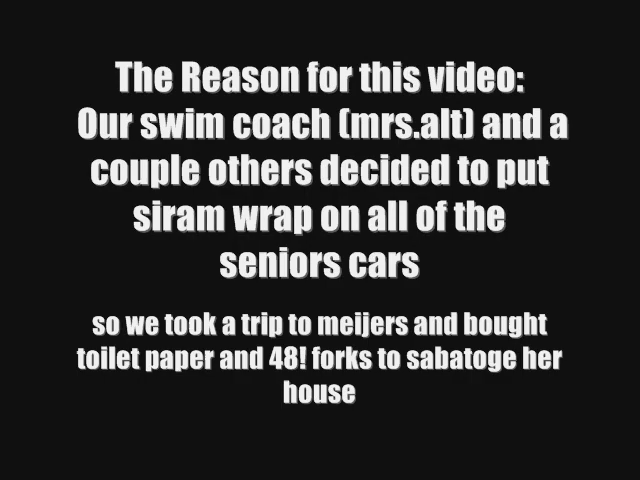 The Reason for this video:
Our swim coach (mrs.alt) and a
couple others decided to put
siram wrap on all of the
seniors cars
so we took a trip to meijers and bought
toilet paper and 48! forks to sabatoge her
house